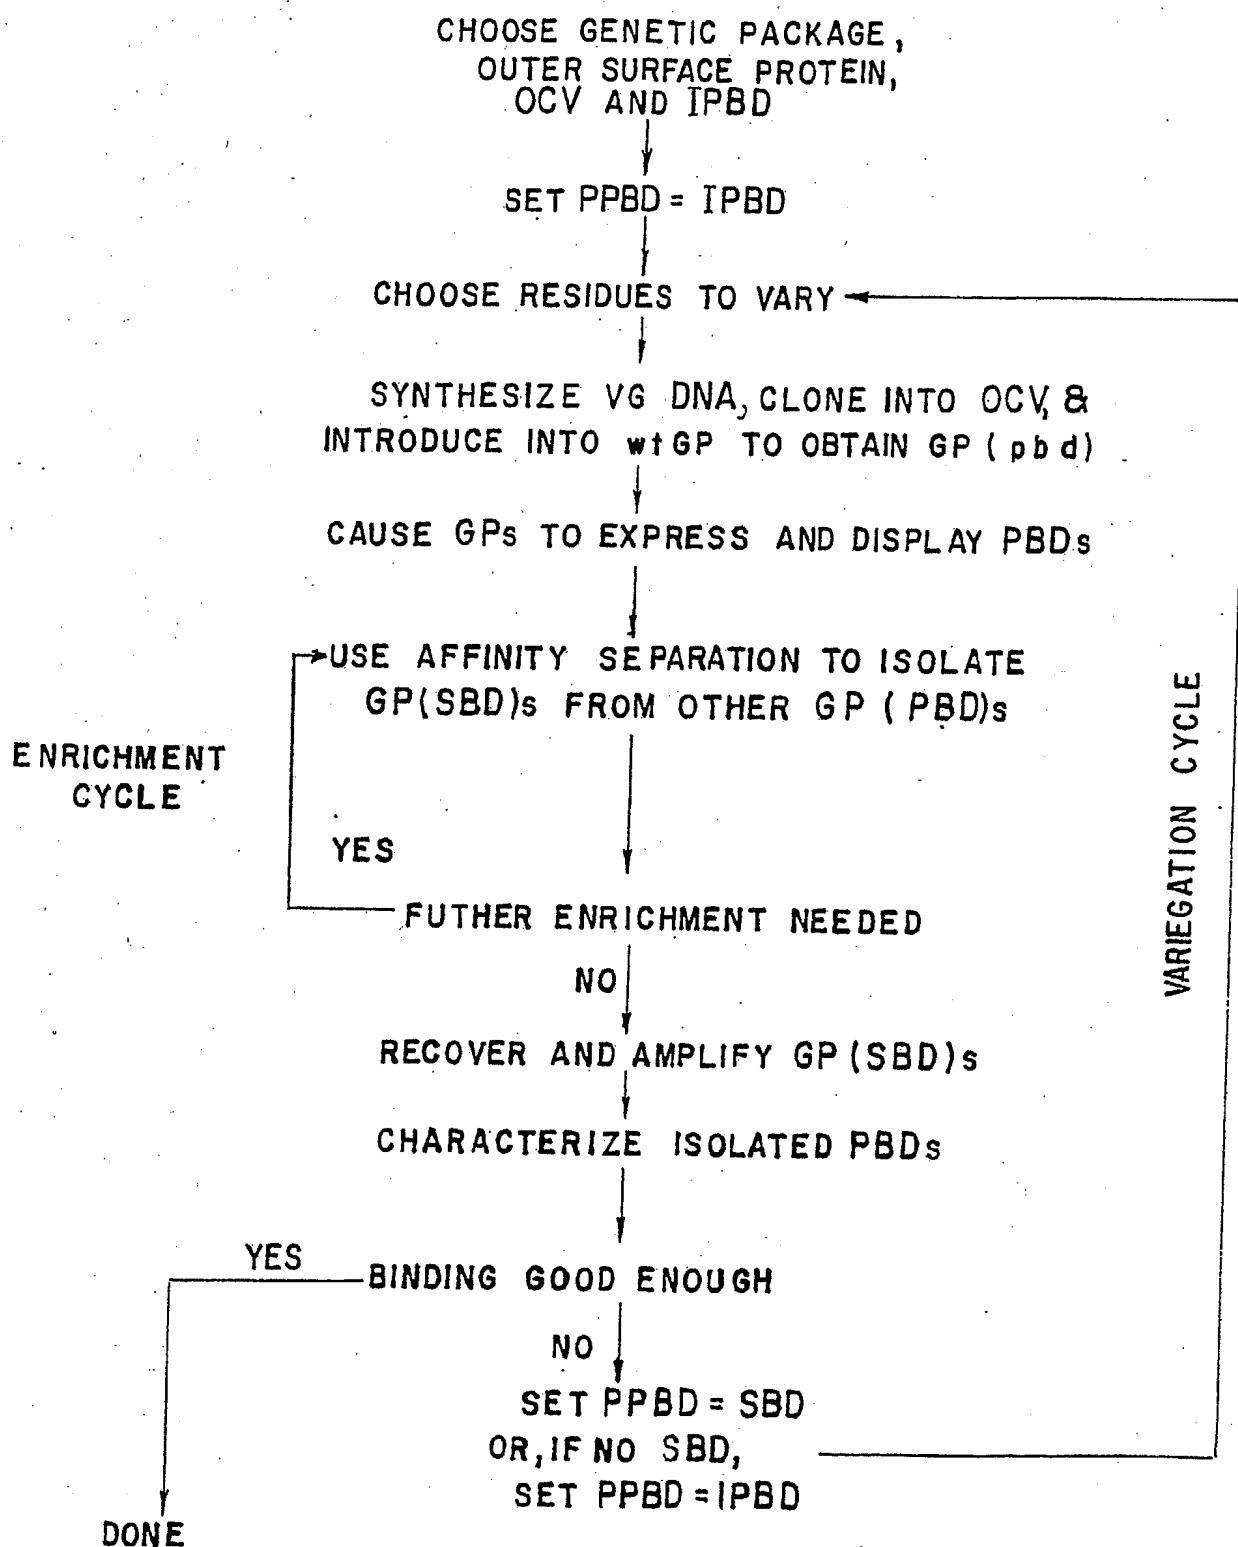 CHOOSE GENETIC PACKAGE,
OUTER SURFACE PROTEIN,
OCV AND IPBD
SET PPBD = IPBD
CHOOSE RESIDUES TO VARY
SYNTHESIZE VG DNA, CLONE INTO OCV, &
INTRODUCE INTO wtGP TO OBTAIN GP (pbd)
CAUSE GPs TO EXPRESS AND DISPLAY PBDs
USE AFFINITY SEPARATION TO ISOLATE
GP(SBD)s FROM OTHER GP (PBD)s
ENRICHMENT
CYCLE
YES
FUTHER ENRICHMENT NEEDED
NO
RECOVER AND AMPLIFY GP(SBD)s
CHARACTERIZE ISOLATED PBDs
YES
BINDING GOOD ENOUGH
NO
SET PPBD = SBD
OR, IF NO SBD,
SET PPBD = IPBD
DONE
VARIEGATION CYCLE